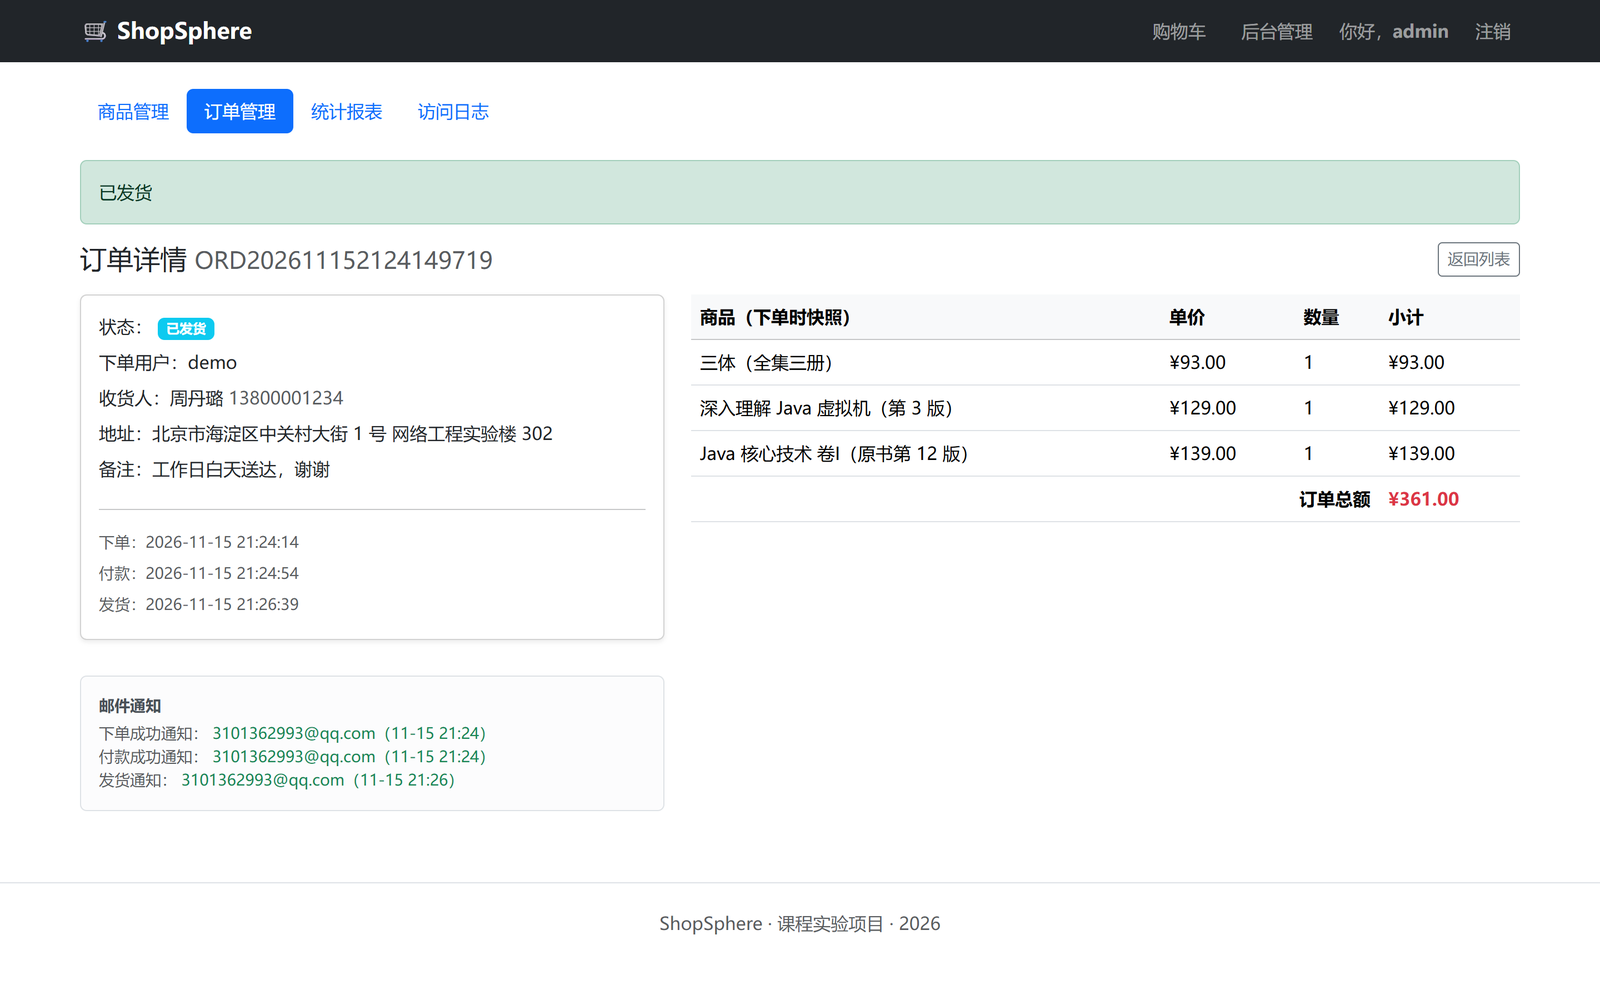 ShopSphere 购物车 后台管理 你好，admin 注销
商品管理 订单管理 统计报表 访问日志
已发货
订单详情 ORD202611152124149719 返回列表
状态： 已发货
下单用户：demo
收货人：周丹璐 13800001234
地址：北京市海淀区中关村大街 1 号 网络工程实验楼 302
备注：工作日白天送达，谢谢
下单：2026-11-15 21:24:14
付款：2026-11-15 21:24:54
发货：2026-11-15 21:26:39
邮件通知
下单成功通知： 3101362993@qq.com（11-15 21:24）
付款成功通知： 3101362993@qq.com（11-15 21:24）
发货通知： 3101362993@qq.com（11-15 21:26）
商品（下单时快照） 单价 数量 小计
三体（全集三册） ¥93.00 1 ¥93.00
深入理解 Java 虚拟机（第 3 版） ¥129.00 1 ¥129.00
Java 核心技术 卷I（原书第 12 版） ¥139.00 1 ¥139.00
订单总额 ¥361.00
ShopSphere · 课程实验项目 · 2026